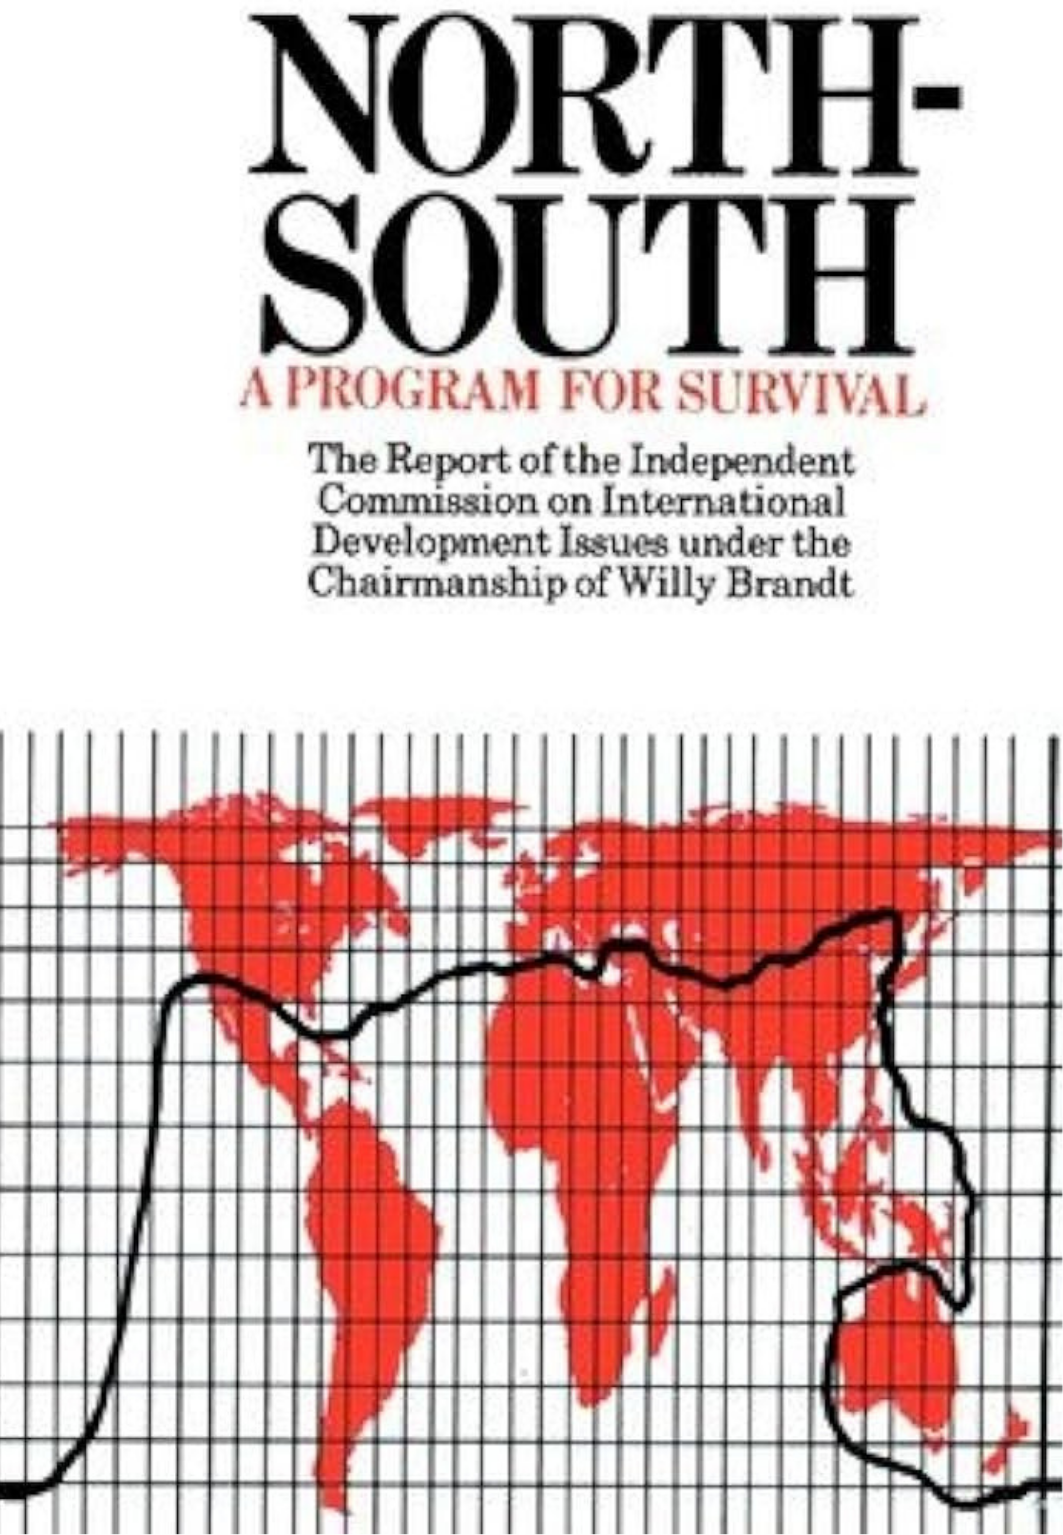 NORTH-
SOUTH
A PROGRAM FOR SURVIVAL
The Report of the Independent
Commission on International
Development Issues under the
Chairmanship of Willy Brandt